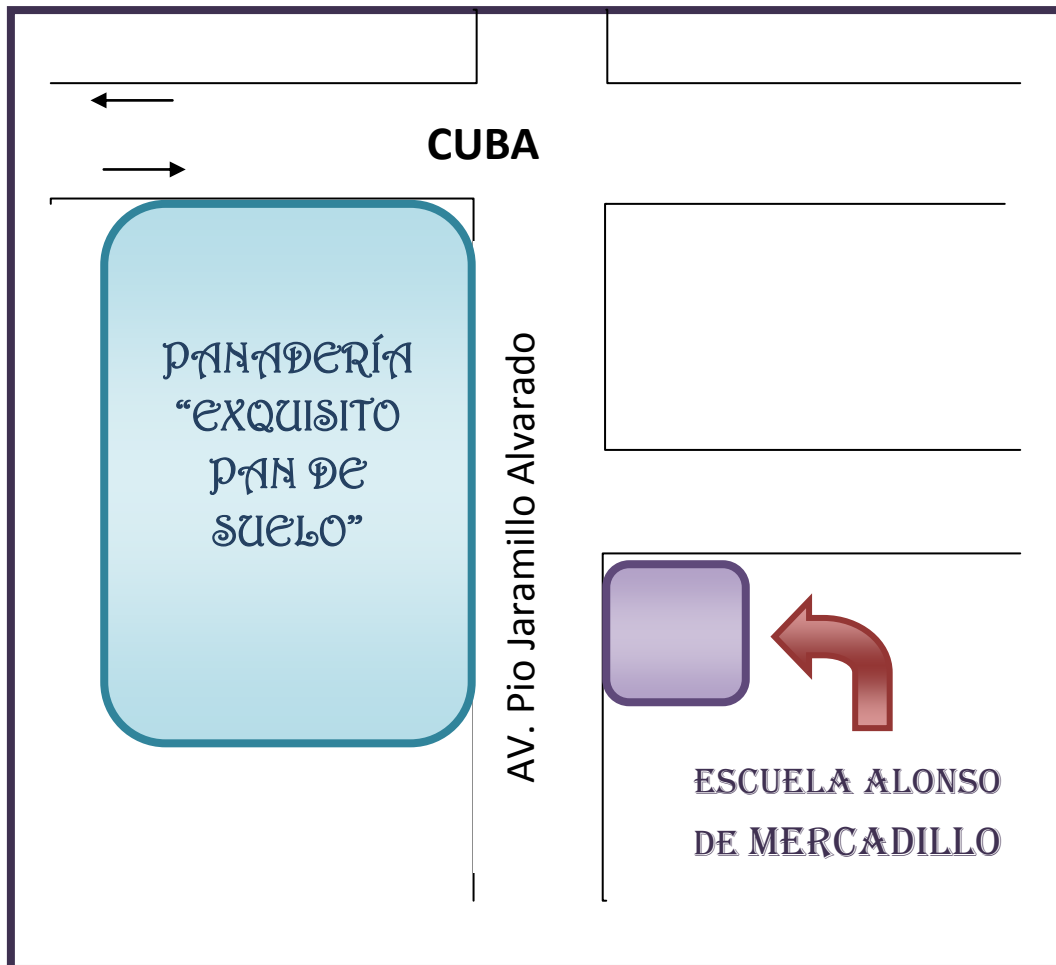 CUBA
PANADERÍA
“EXQUISITO
PAN DE
SUELO”
AV. Pio Jaramillo Alvarado
ESCUELA ALONSO
DE MERCADILLO